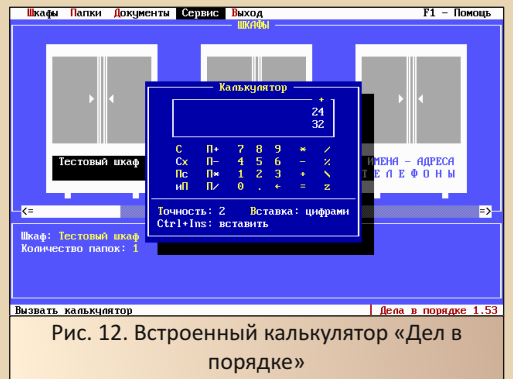 Шкафы Папки Документы Сервис Выход F1 - Помощь
ШКАФЫ
Калькулятор
+
24
32
С П+ 7 8 9 * /
Сх П- 4 5 6 - %
Пс П* 1 2 3 + \
иП П/ 0 . ← = z
Точность: 2 Вставка: цифрами
Ctrl+Ins: вставить
Тестовый шкаф
ИМЕНА - АДРЕСА
ТЕЛЕФОНЫ
<= =>
Шкаф: Тестовый шкаф
Количество папок: 1
Вызвать калькулятор Дела в порядке 1.53
Рис. 12. Встроенный калькулятор «Дел в
порядке»